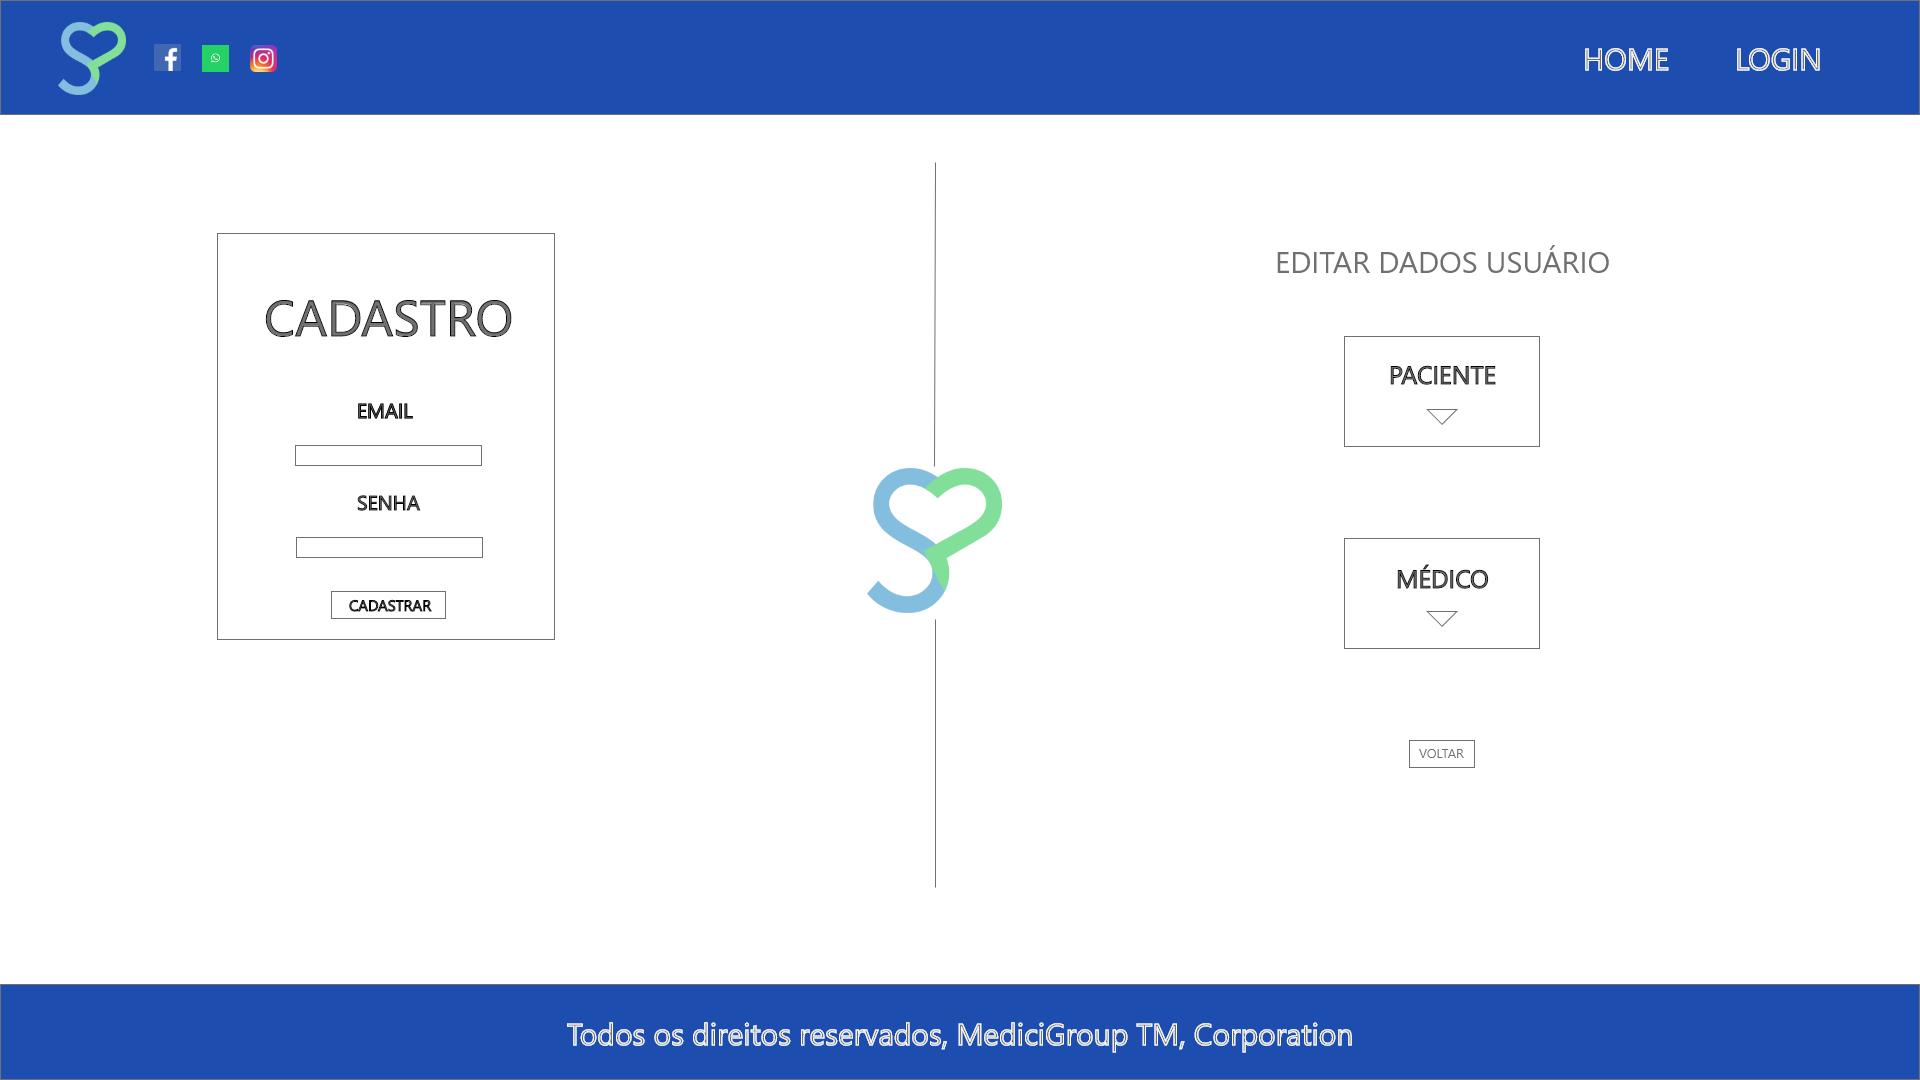 HOME
LOGIN
CADASTRO
EMAIL
SENHA
CADASTRAR
EDITAR DADOS USUÁRIO
PACIENTE
MÉDICO
VOLTAR
Todos os direitos reservados, MediciGroup TM, Corporation